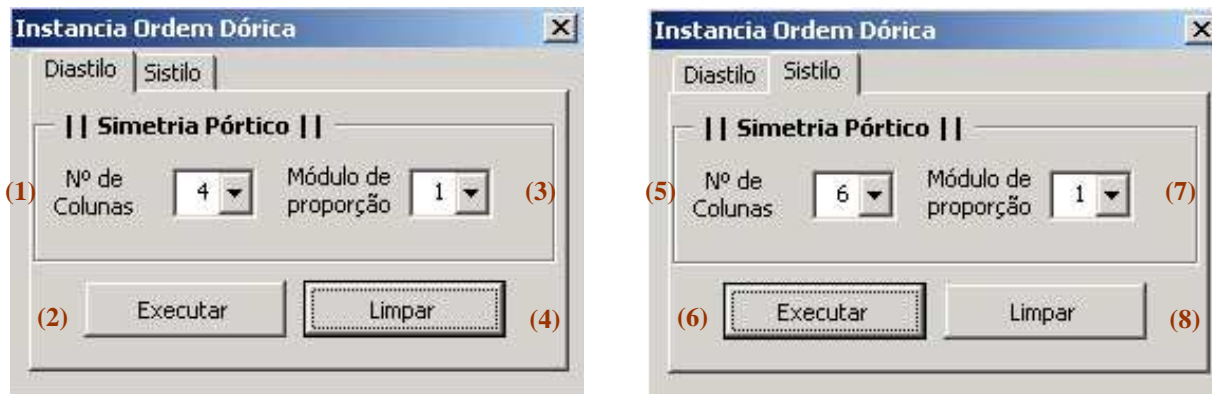 Instancia Ordem Dórica
Diastilo Sistilo
|| Simetria Pórtico ||
(1) Nº de Colunas 4 Módulo de proporção 1 (3)
(2) Executar Limpar (4)
Instancia Ordem Dórica
Diastilo Sistilo
|| Simetria Pórtico ||
(5) Nº de Colunas 6 Módulo de proporção 1 (7)
(6) Executar Limpar (8)